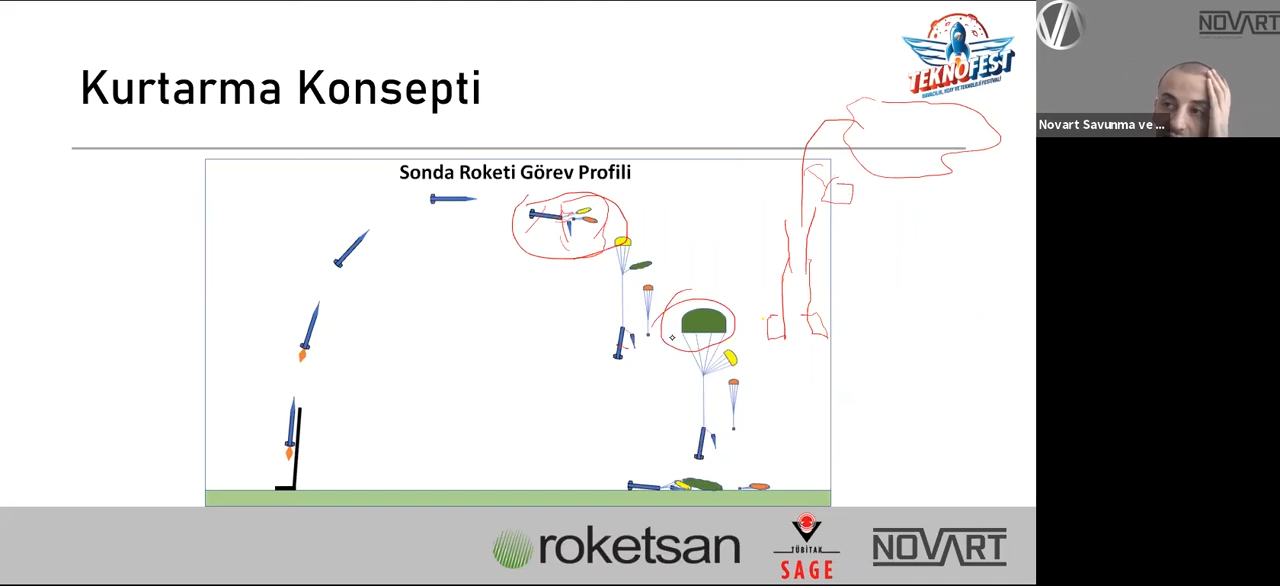 Kurtarma Konsepti
TEKNOFEST
HAVACILIK, UZAY VE TEKNOLOJİ FESTİVALİ
NOVART
Novart Savunma ve ...
Sonda Roketi Görev Profili
roketsan
TÜBİTAK
SAGE
NOVART